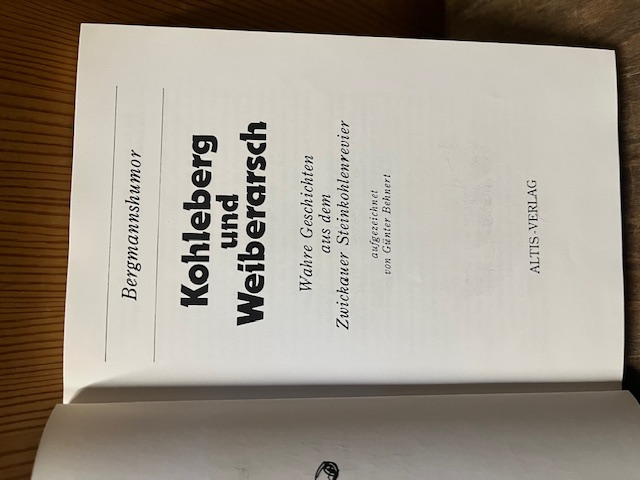 Bergmannshumor
Kohleberg
und
Weiberarsch
Wahre Geschichten
aus dem
Zwickauer Steinkohlenrevier
aufgezeichnet
von Günter Behnert
ALTIS-VERLAG